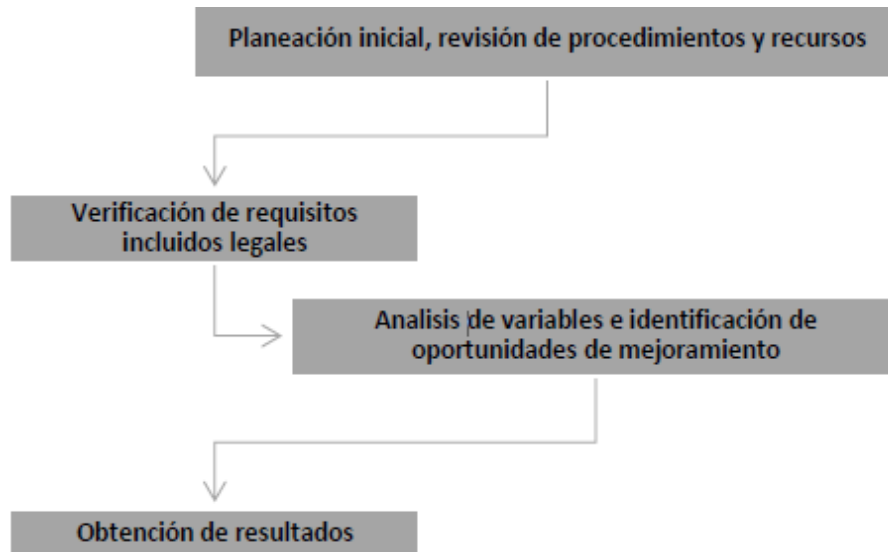 Planeación inicial, revisión de procedimientos y recursos
Verificación de requisitos
incluidos legales
Analisis de variables e identificación de
oportunidades de mejoramiento
Obtención de resultados